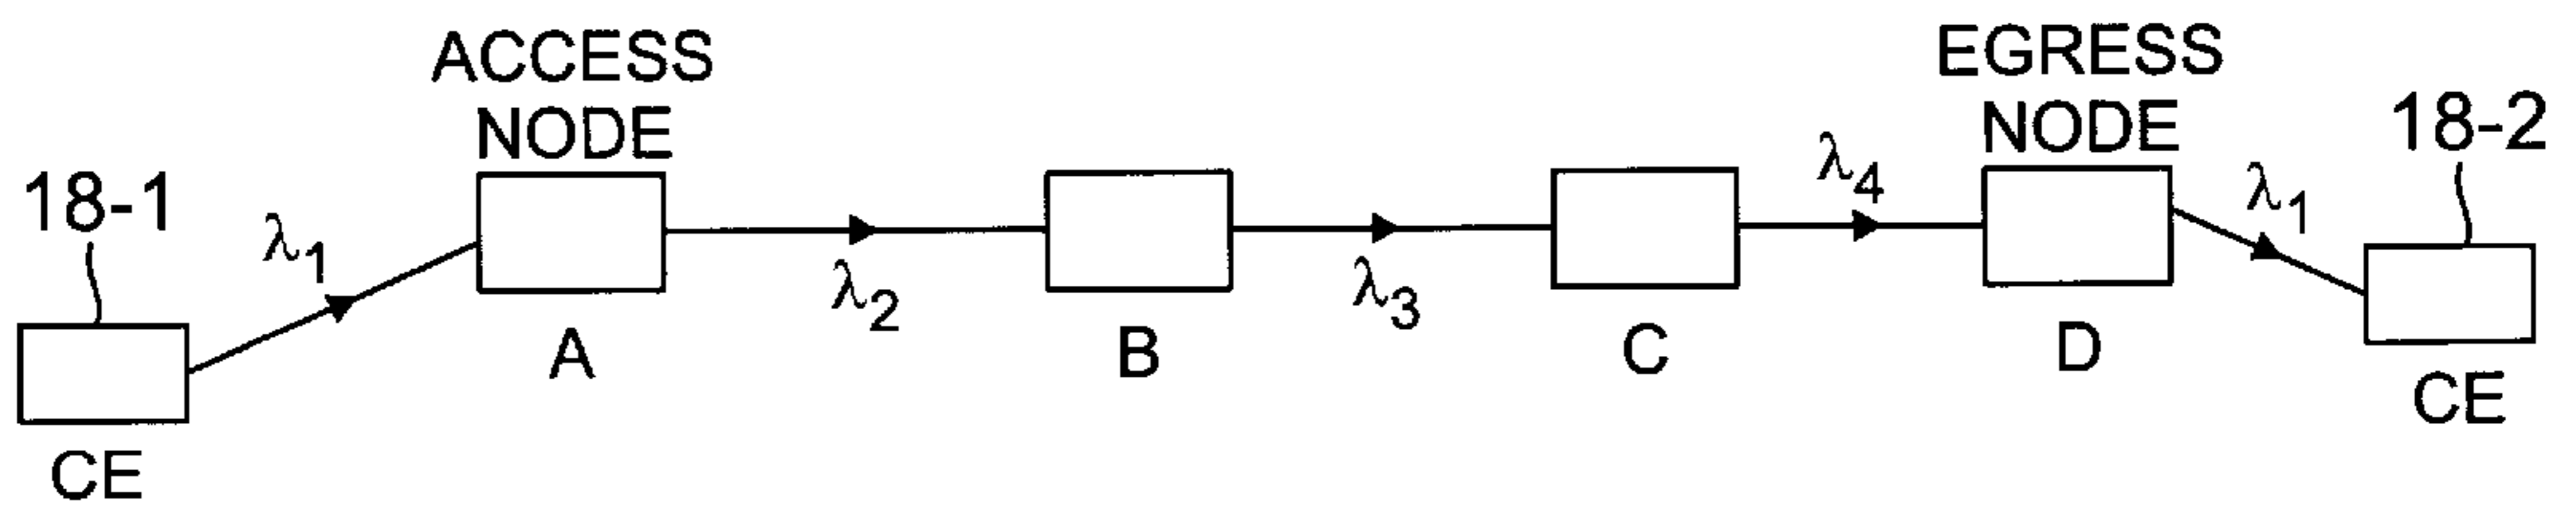 ACCESS
NODE
EGRESS
NODE
18-1
18-2
λ1
λ2
λ3
λ4
λ1
A
B
C
D
CE
CE